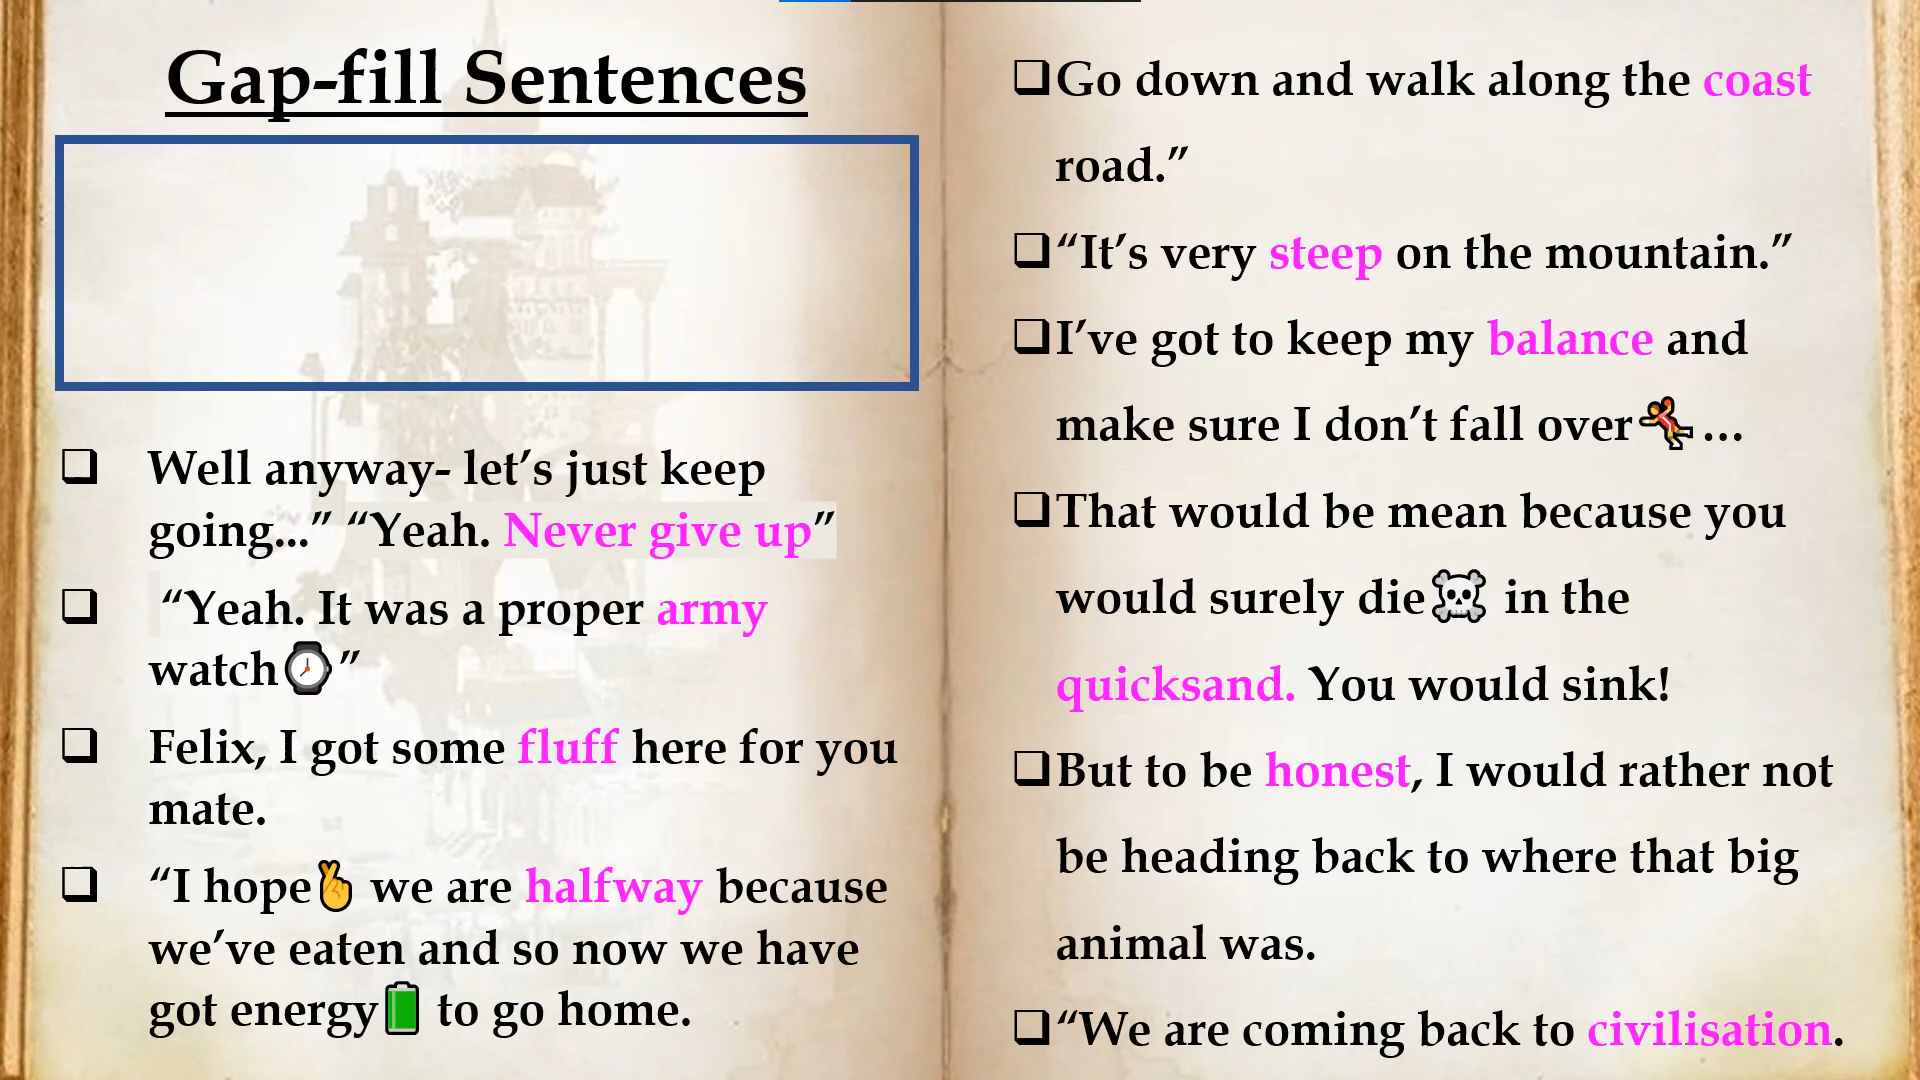 Gap-fill Sentences
❑ Well anyway- let’s just keep
going...” “Yeah. Never give up”
❑ “Yeah. It was a proper army
watch⌚”
❑ Felix, I got some fluff here for you
mate.
❑ “I hope🤞 we are halfway because
we’ve eaten and so now we have
got energy🔋 to go home.
❑Go down and walk along the coast
road.”
❑“It’s very steep on the mountain.”
❑I’ve got to keep my balance and
make sure I don’t fall over🤾…
❑That would be mean because you
would surely die☠ in the
quicksand. You would sink!
❑But to be honest, I would rather not
be heading back to where that big
animal was.
❑“We are coming back to civilisation.